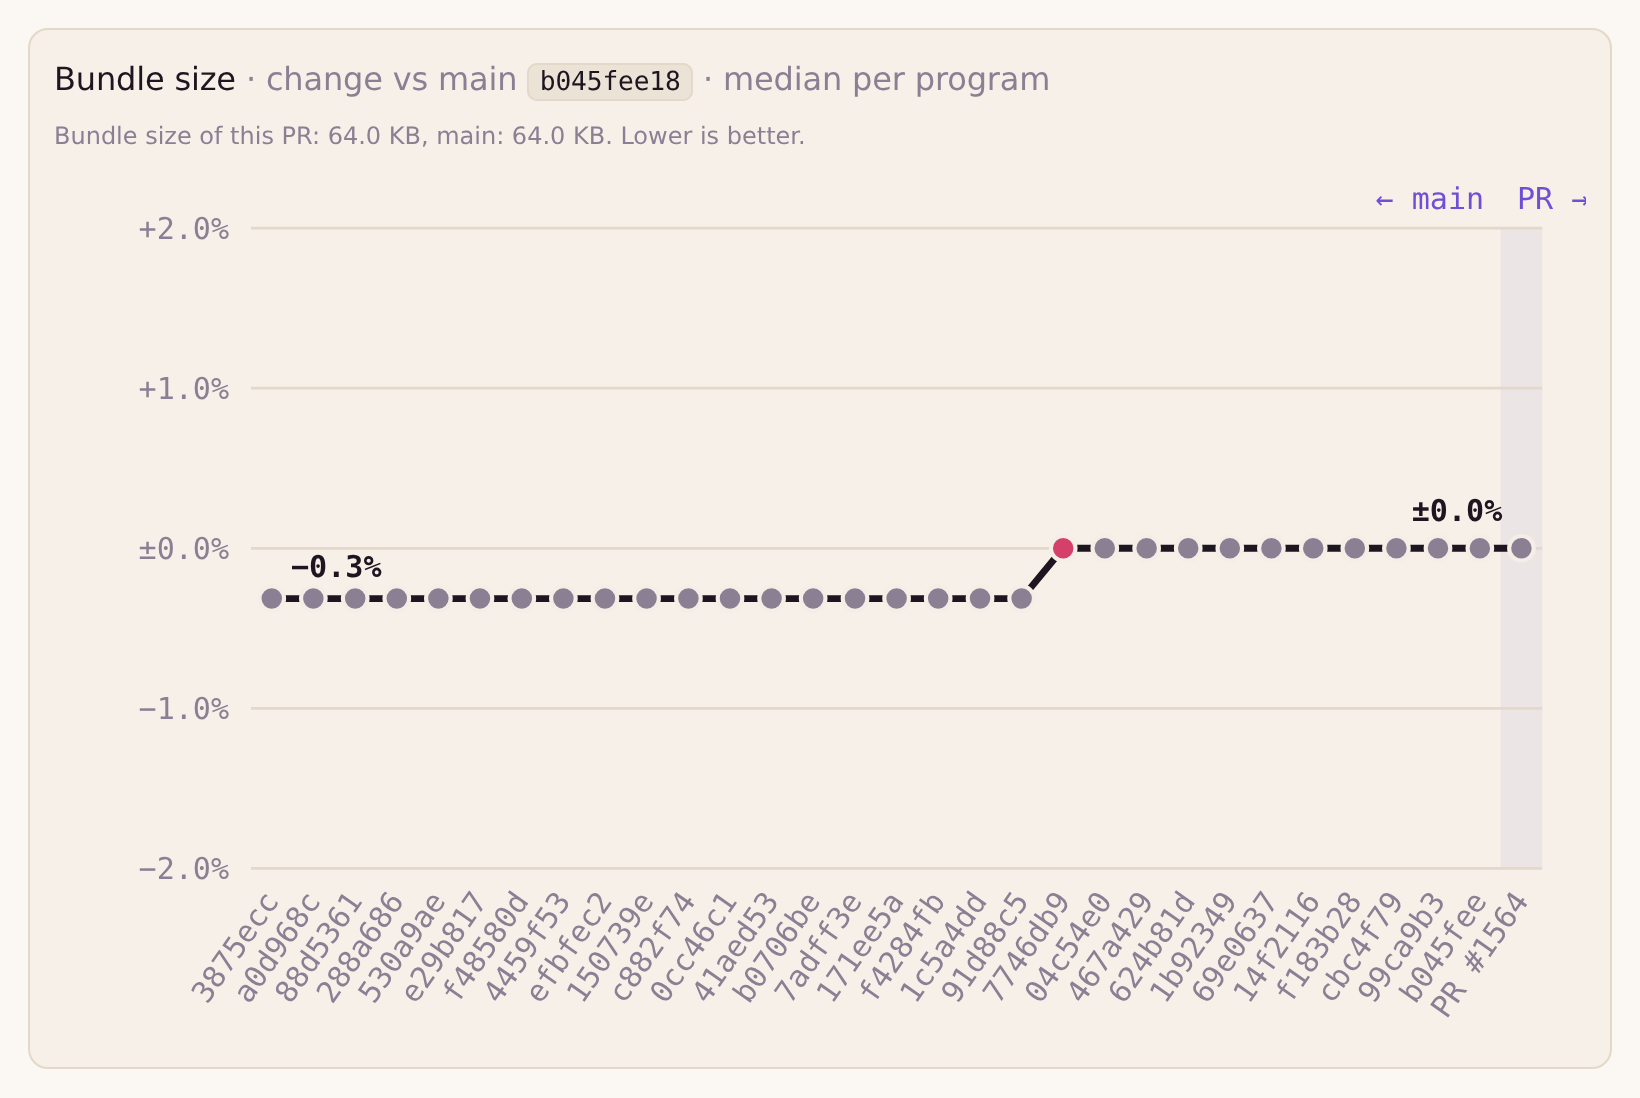 Bundle size · change vs main b045fee18 · median per program
Bundle size of this PR: 64.0 KB, main: 64.0 KB. Lower is better.
← main PR →
+2.0%
+1.0%
±0.0%
±0.0%
−0.3%
−1.0%
−2.0%
3875ecc
a0d968c
88d5361
288a686
530a9ae
e29b817
f48580d
4459f53
efbfec2
150739e
c882f74
0cc46c1
41aed53
b0706be
7adff3e
171ee5a
f4284fb
1c5a4dd
91d88c5
7746db9
04c54e0
467a429
624b81d
1b92349
69e0637
14f2116
f183b28
cbc4f79
99ca9b3
b045fee
PR #1564